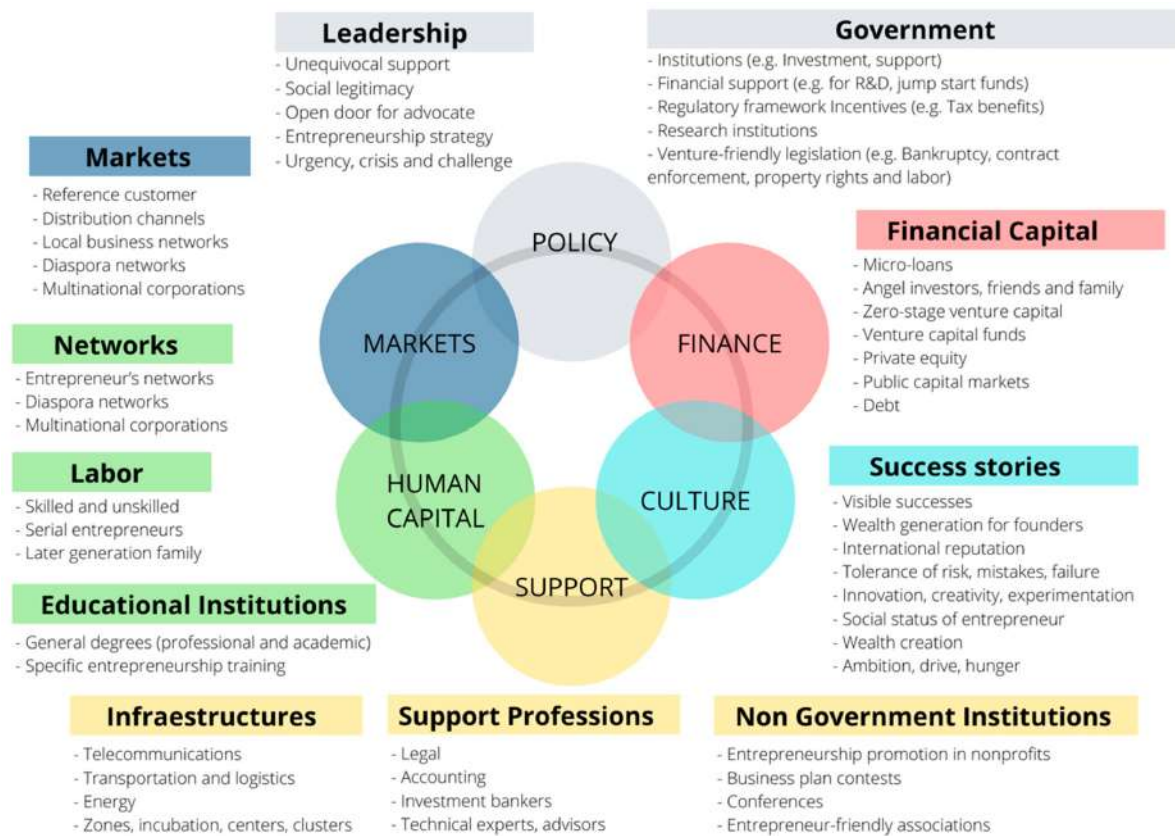 Leadership
- Unequivocal support
- Social legitimacy
- Open door for advocate
- Entrepreneurship strategy
- Urgency, crisis and challenge
Government
- Institutions (e.g. Investment, support)
- Financial support (e.g. for R&D, jump start funds)
- Regulatory framework Incentives (e.g. Tax benefits)
- Research institutions
- Venture-friendly legislation (e.g. Bankruptcy, contract
enforcement, property rights and labor)
Markets
- Reference customer
- Distribution channels
- Local business networks
- Diaspora networks
- Multinational corporations
POLICY
MARKETS
FINANCE
HUMAN
CAPITAL
CULTURE
SUPPORT
Financial Capital
- Micro-loans
- Angel investors, friends and family
- Zero-stage venture capital
- Venture capital funds
- Private equity
- Public capital markets
- Debt
Networks
- Entrepreneur's networks
- Diaspora networks
- Multinational corporations
Labor
- Skilled and unskilled
- Serial entrepreneurs
- Later generation family
Success stories
- Visible successes
- Wealth generation for founders
- International reputation
- Tolerance of risk, mistakes, failure
- Innovation, creativity, experimentation
- Social status of entrepreneur
- Wealth creation
- Ambition, drive, hunger
Educational Institutions
- General degrees (professional and academic)
- Specific entrepreneurship training
Infraestructures
- Telecommunications
- Transportation and logistics
- Energy
- Zones, incubation, centers, clusters
Support Professions
- Legal
- Accounting
- Investment bankers
- Technical experts, advisors
Non Government Institutions
- Entrepreneurship promotion in nonprofits
- Business plan contests
- Conferences
- Entrepreneur-friendly associations